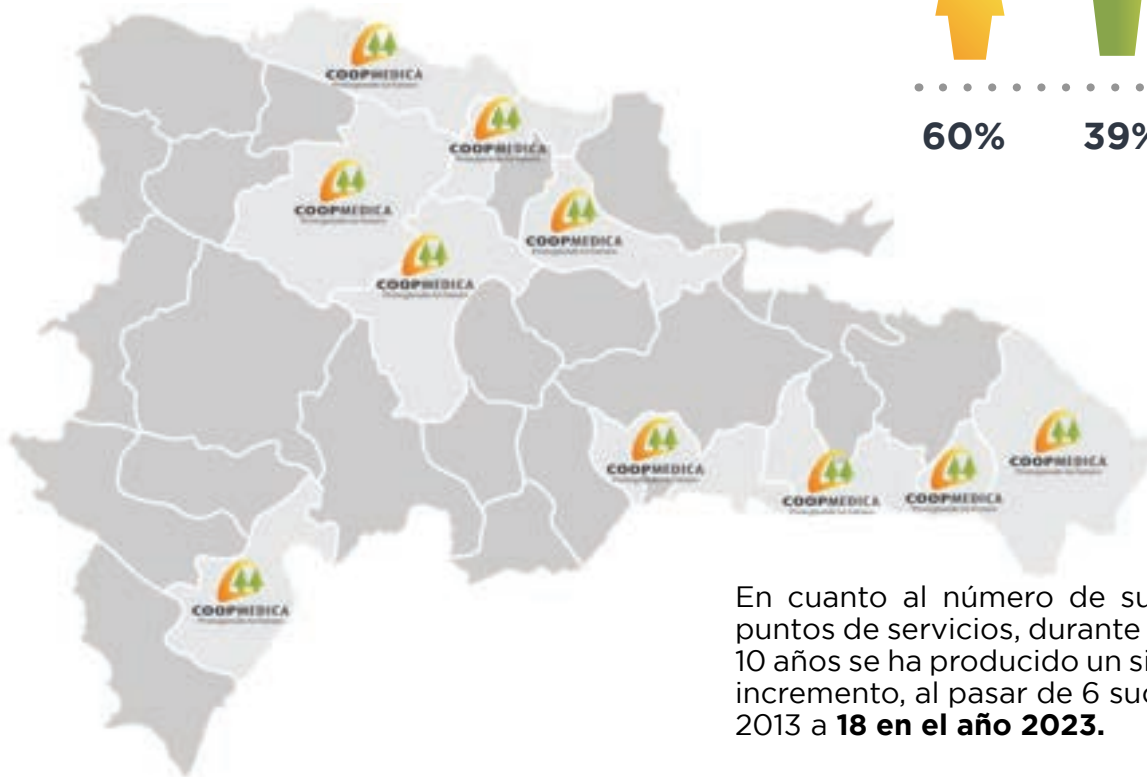 60% 39%
COOPMEDICA
COOPMEDICA
COOPMEDICA
COOPMEDICA
COOPMEDICA
COOPMEDICA
COOPMEDICA
COOPMEDICA
COOPMEDICA
COOPMEDICA
En cuanto al número de su
puntos de servicios, durante
10 años se ha producido un si
incremento, al pasar de 6 suc
2013 a 18 en el año 2023.